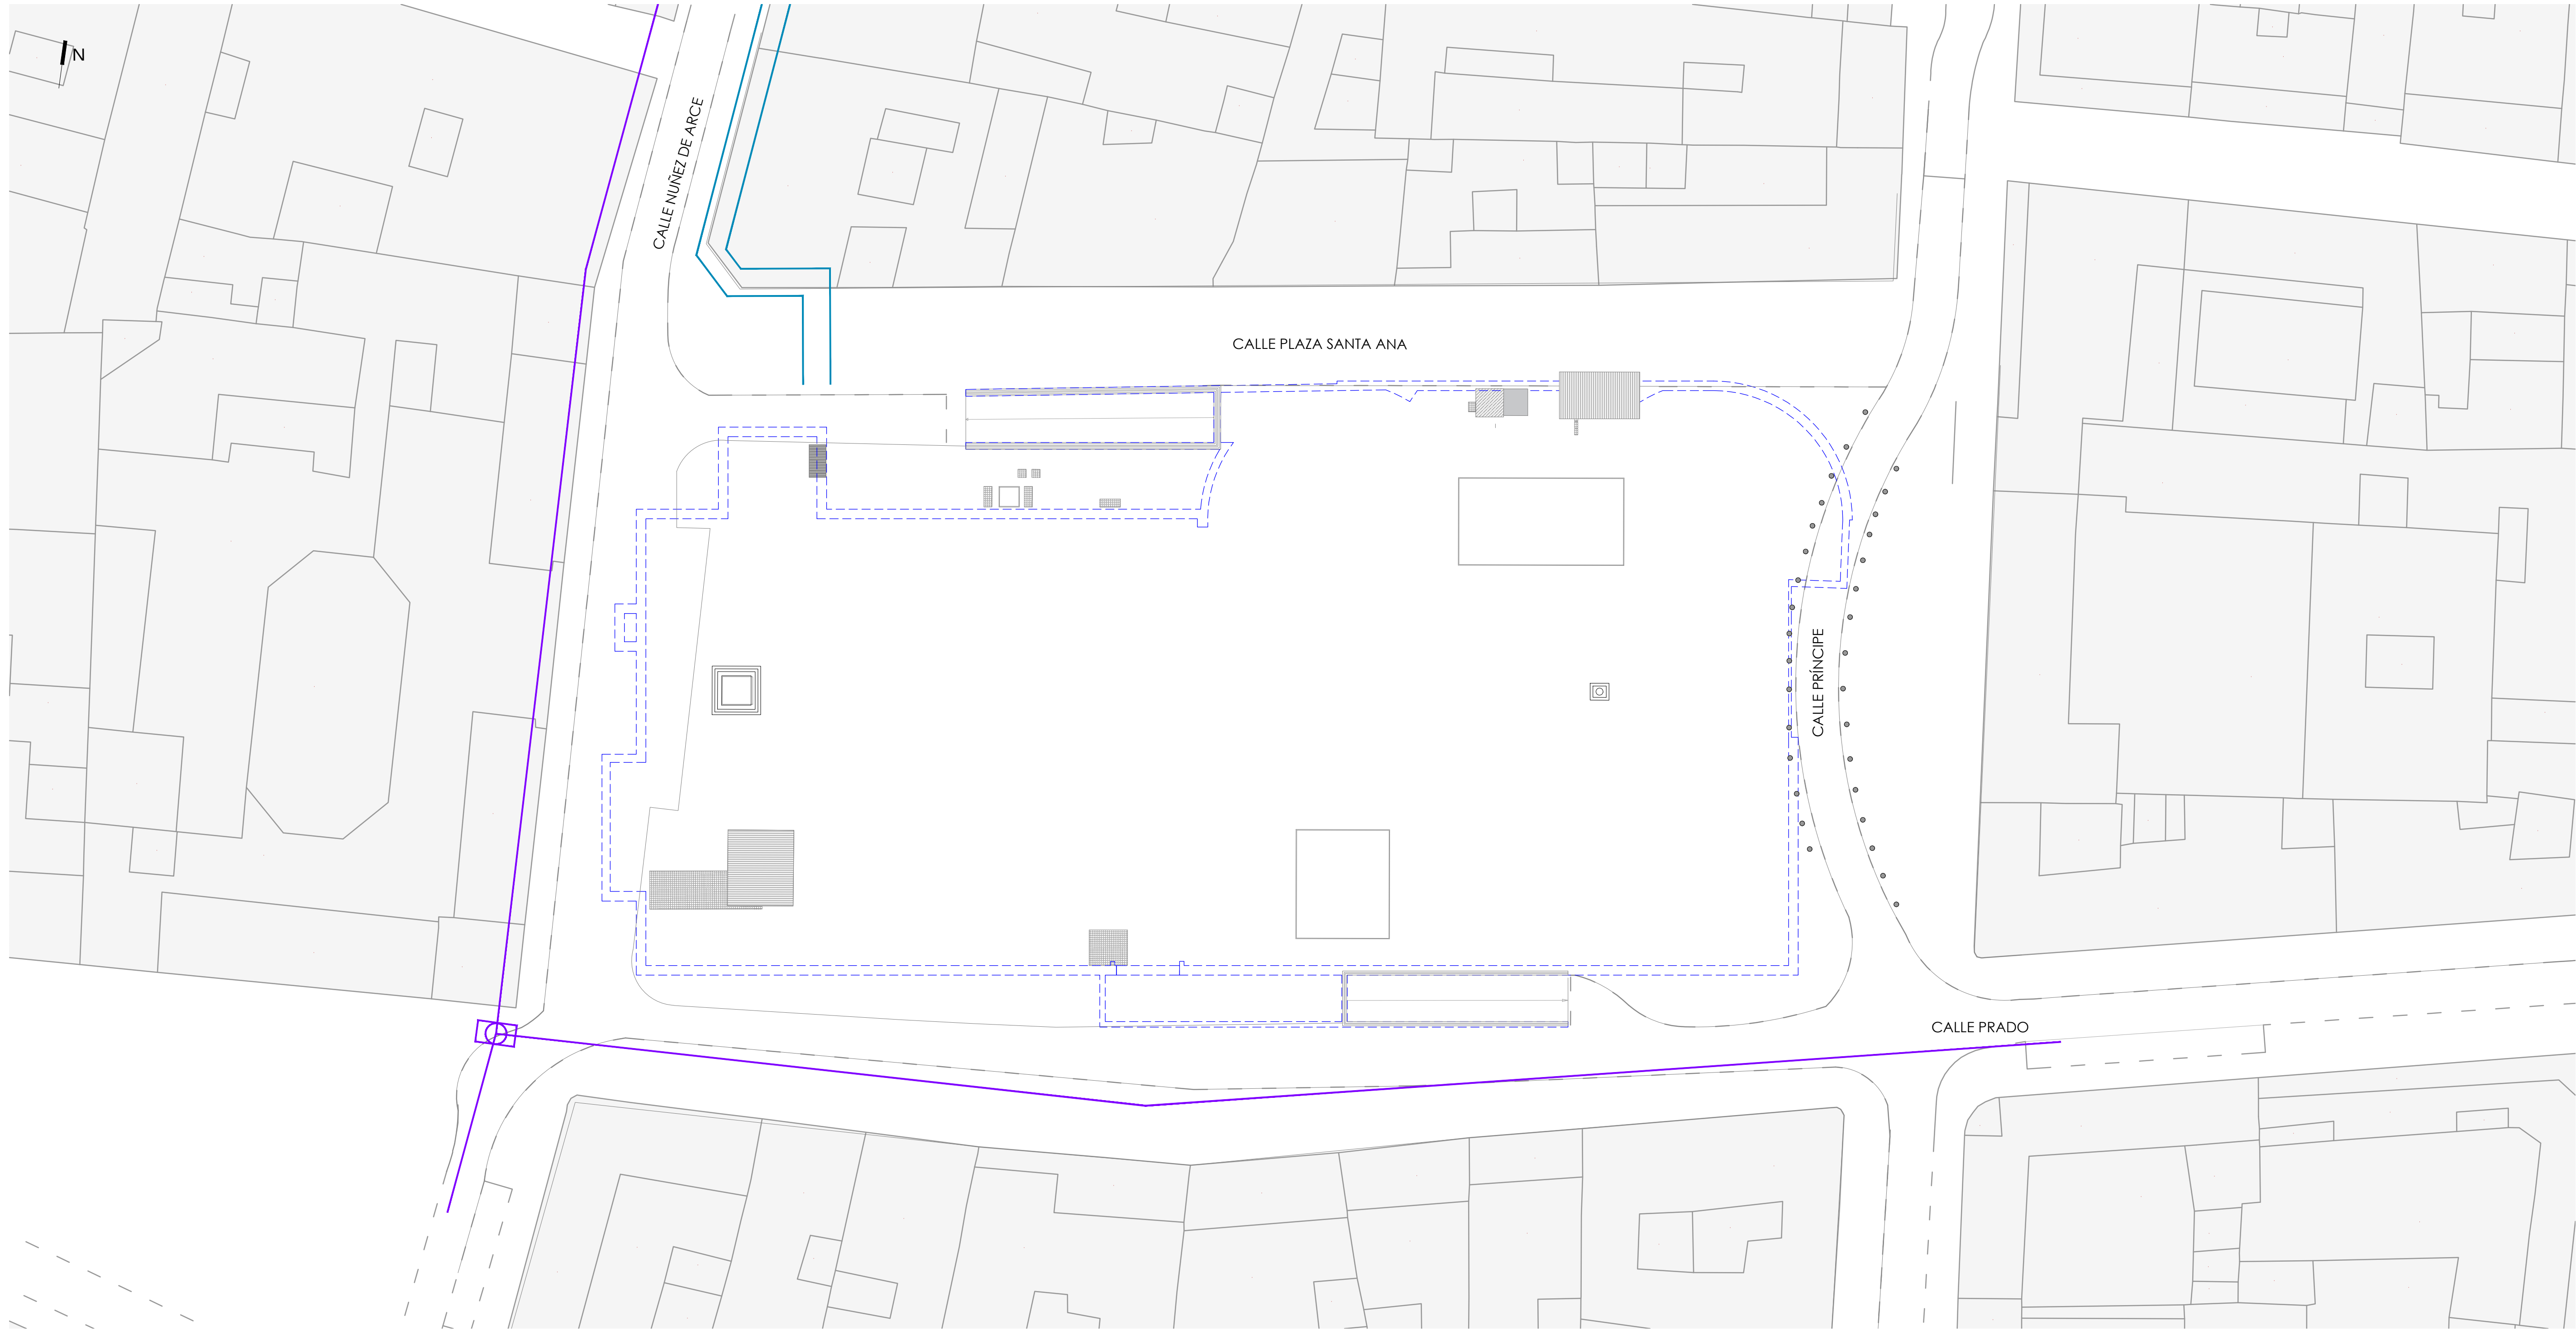 N
CALLE NUÑEZ DE ARCE
CALLE PLAZA SANTA ANA
CALLE PRÍNCIPE
CALLE PRADO